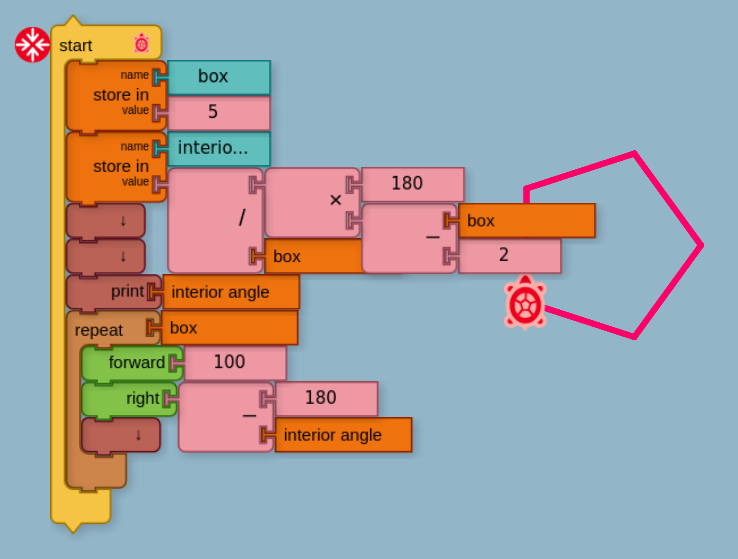 start
name box
store in
value 5
name interio...
store in
value / × 180
− box
box 2
↓
↓
print interior angle
repeat box
forward 100
right − 180
↓ interior angle